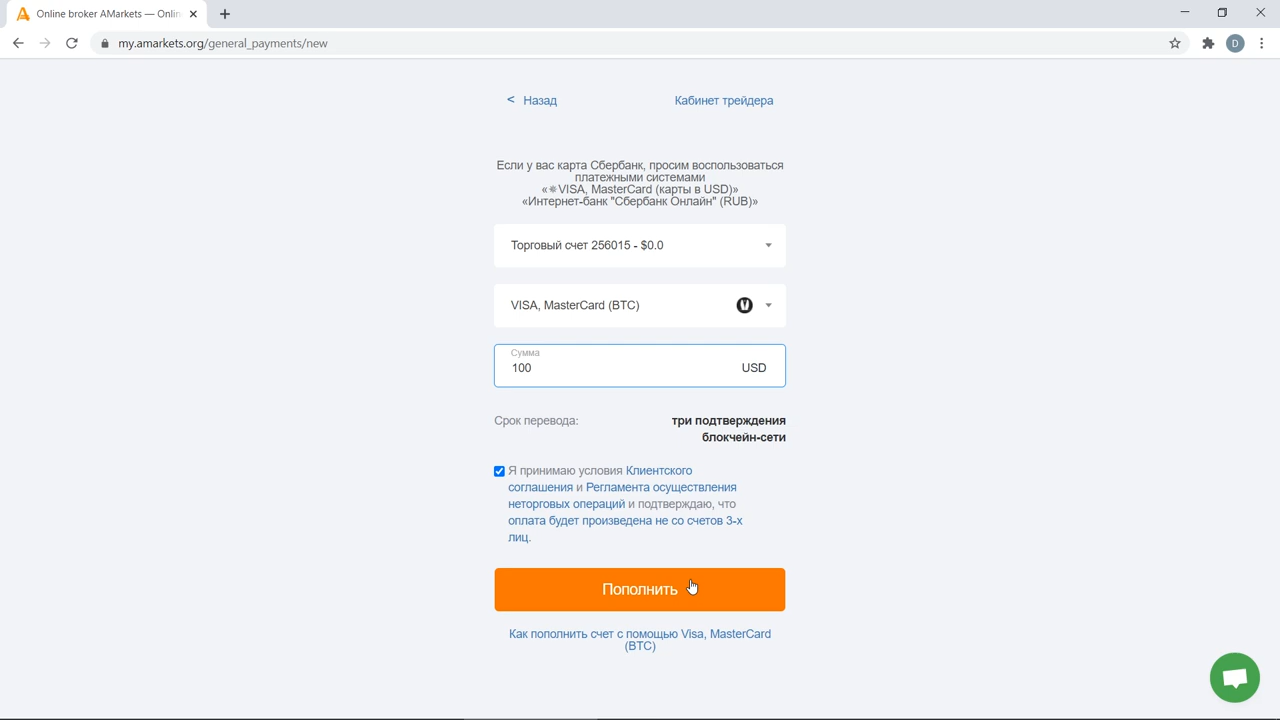 Online broker AMarkets — Onlin
my.amarkets.org/general_payments/new
D
< Назад
Кабинет трейдера
Если у вас карта Сбербанк, просим воспользоваться
платежными системами
«✳VISA, MasterCard (карты в USD)»
«Интернет-банк "Сбербанк Онлайн" (RUB)»
Торговый счет 256015 - $0.0
VISA, MasterCard (BTC)
Сумма
100 USD
Срок перевода: три подтверждения
блокчейн-сети
Я принимаю условия Клиентского
соглашения и Регламента осуществления
неторговых операций и подтверждаю, что
оплата будет произведена не со счетов 3-х
лиц.
Пополнить
Как пополнить счет с помощью Visa, MasterCard
(BTC)